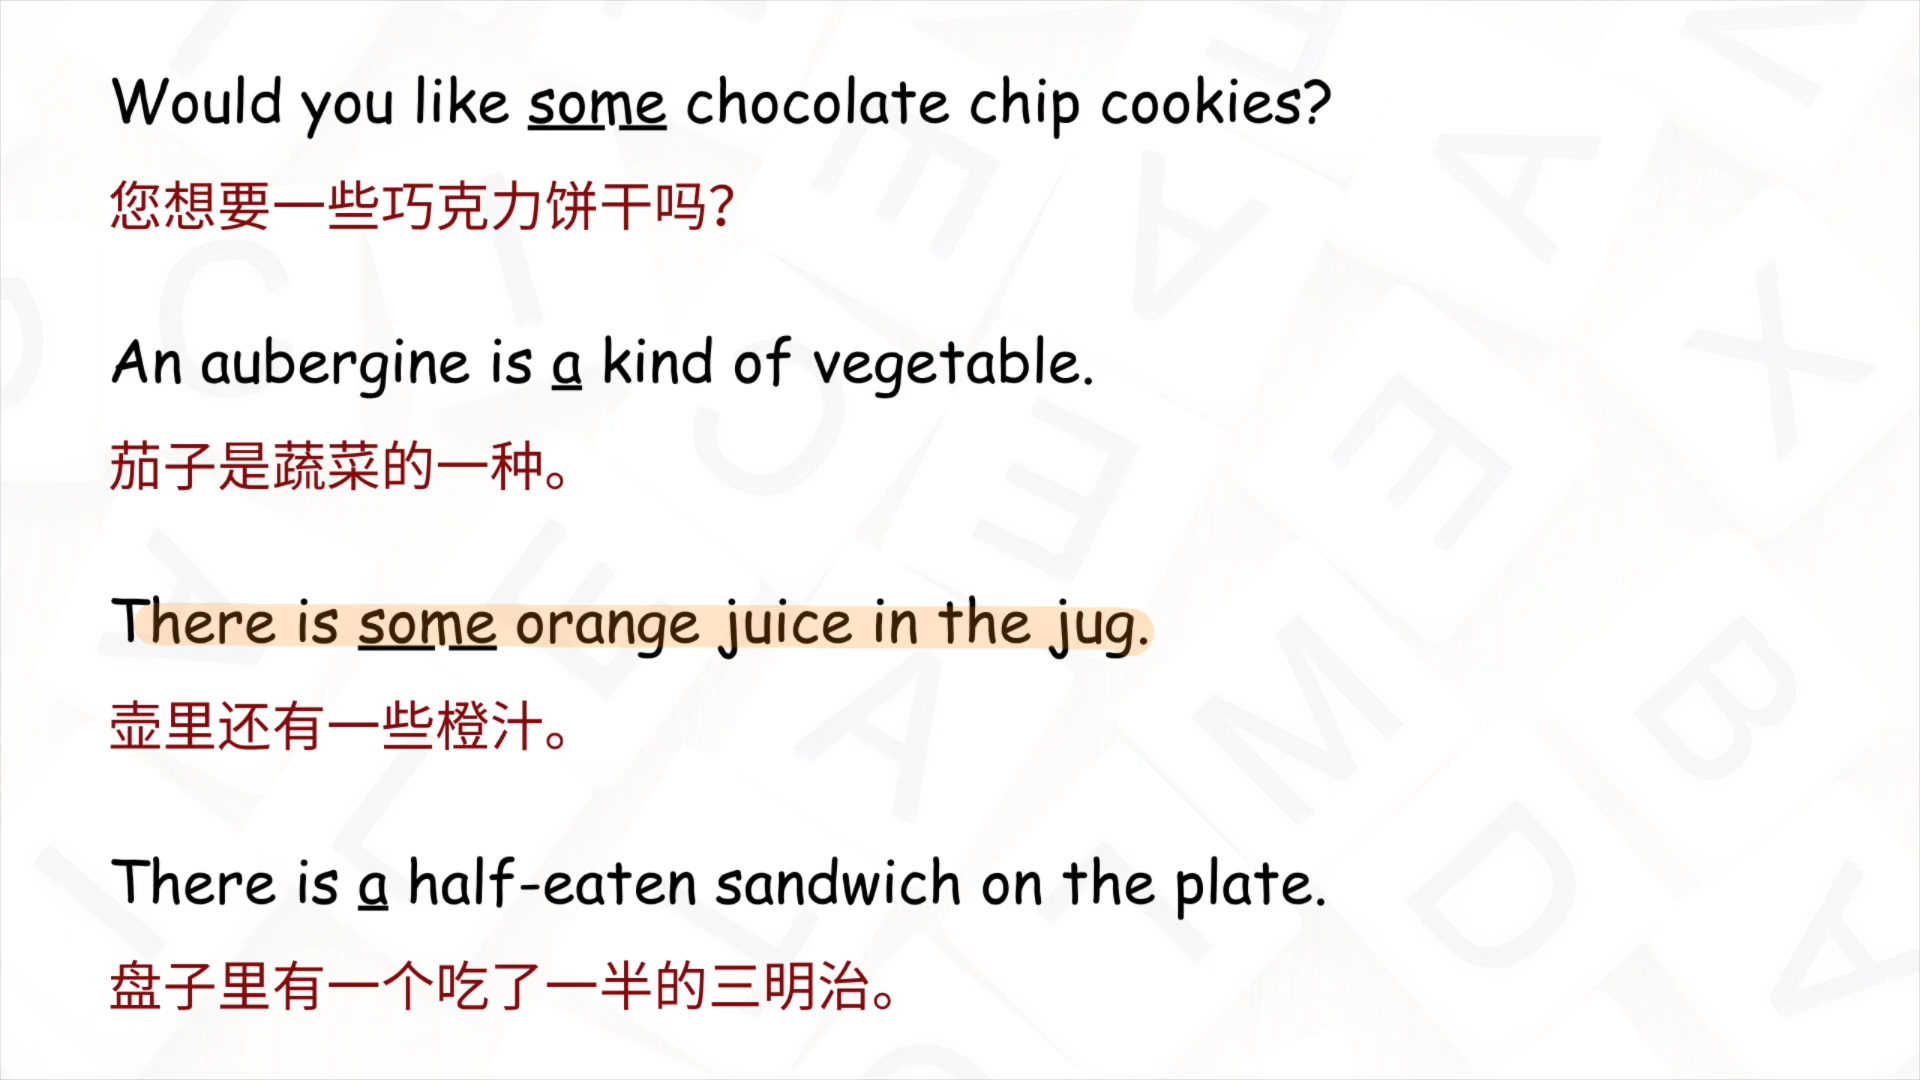 Would you like some chocolate chip cookies?
您想要一些巧克力饼干吗？
An aubergine is a kind of vegetable.
茄子是蔬菜的一种。
There is some orange juice in the jug.
壶里还有一些橙汁。
There is a half-eaten sandwich on the plate.
盘子里有一个吃了一半的三明治。